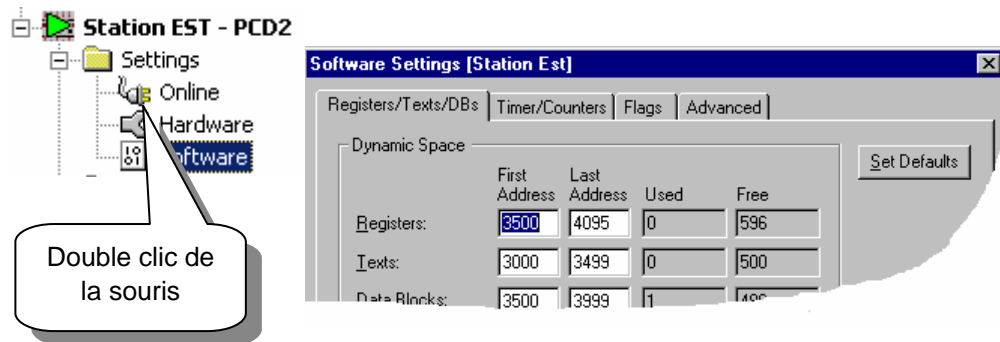 Station EST - PCD2
Settings
Online
Hardware
Double clic de
la souris
Software Settings [Station Est]
Registers/Texts/DBs Timer/Counters Flags Advanced
Dynamic Space
Set Defaults
First Last
Address Address Used Free
Registers: 3500 4095 0 596
Texts: 3000 3499 0 500
Data Blocks: 3500 3999 1